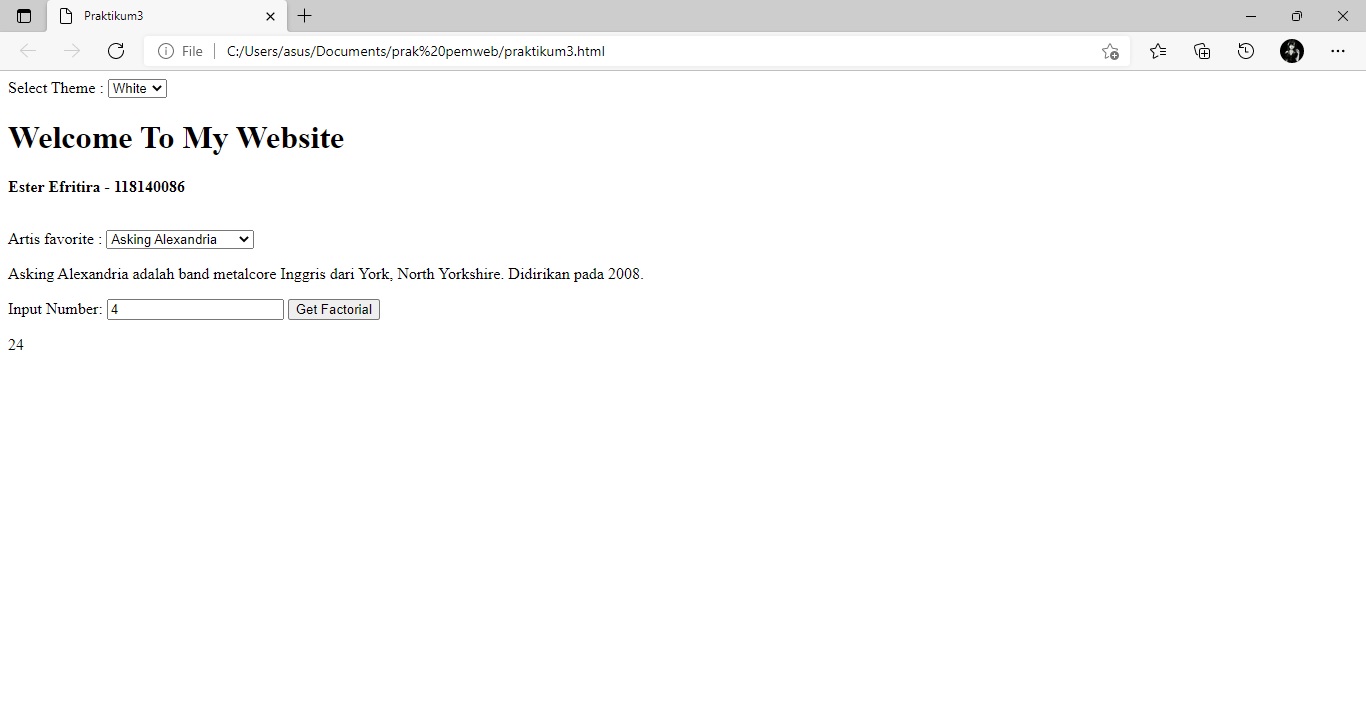 Praktikum3
File C:/Users/asus/Documents/prak%20pemweb/praktikum3.html
Select Theme : White
Welcome To My Website
Ester Efritira - 118140086
Artis favorite : Asking Alexandria
Asking Alexandria adalah band metalcore Inggris dari York, North Yorkshire. Didirikan pada 2008.
Input Number: 4 Get Factorial
24